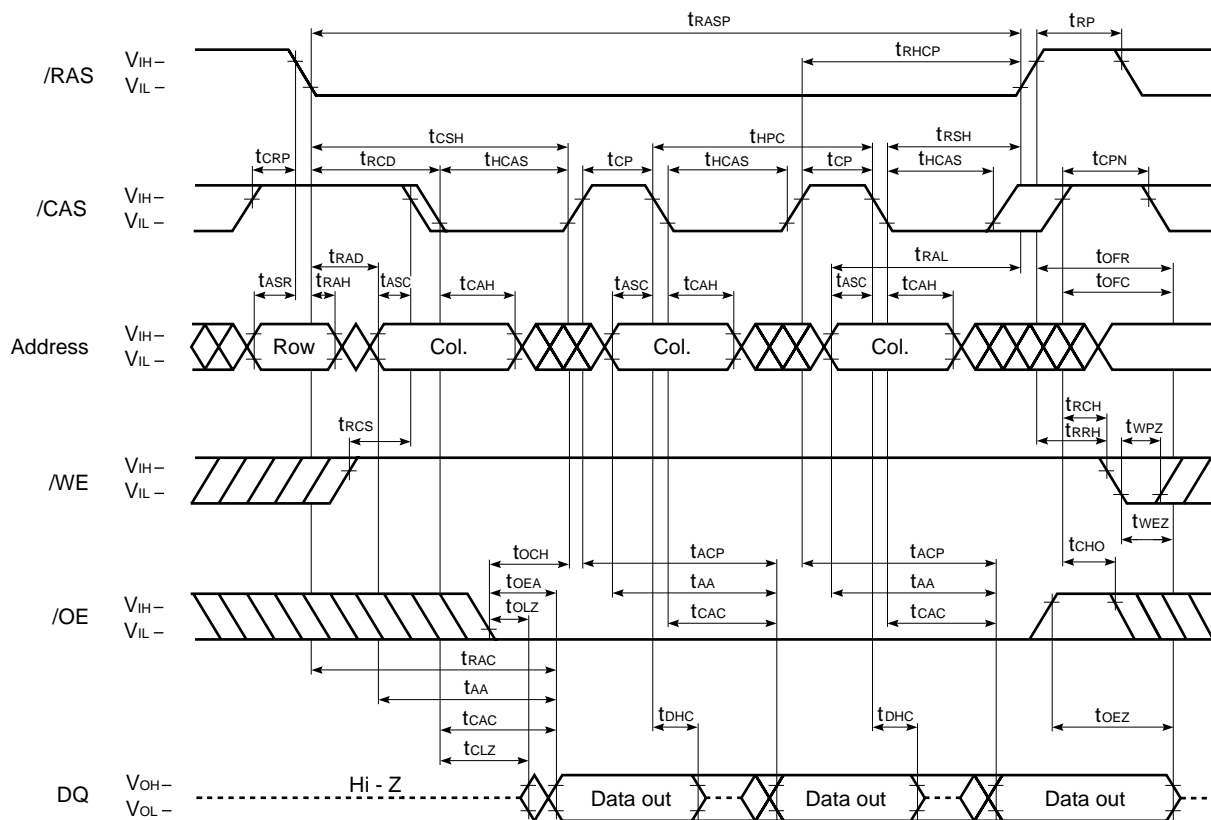 tRASP tRP
tRHCP
/RAS VIH – VIL –
tCSH tHPC tRSH
tCRP tRCD tHCAS tCP tHCAS tCP tHCAS tCPN
/CAS VIH – VIL –
tRAD tRAL tOFR
tASR tRAH tASC tCAH tASC tCAH tASC tCAH tOFC
Address VIH – VIL – Row Col. Col. Col.
tRCH
tRCS tRRH tWPZ
/WE VIH – VIL –
tWEZ
tOCH tACP tACP tCHO
tOEA tAA tAA
tOLZ
/OE VIH – VIL – tCAC tCAC
tRAC
tAA
tCAC tDHC tDHC tOEZ
tCLZ
DQ VOH – VOL – Hi - Z Data out Data out Data out